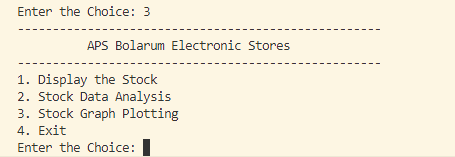 Enter the Choice: 3
--------------------------------------------------
APS Bolarum Electronic Stores
--------------------------------------------------
1. Display the Stock
2. Stock Data Analysis
3. Stock Graph Plotting
4. Exit
Enter the Choice: